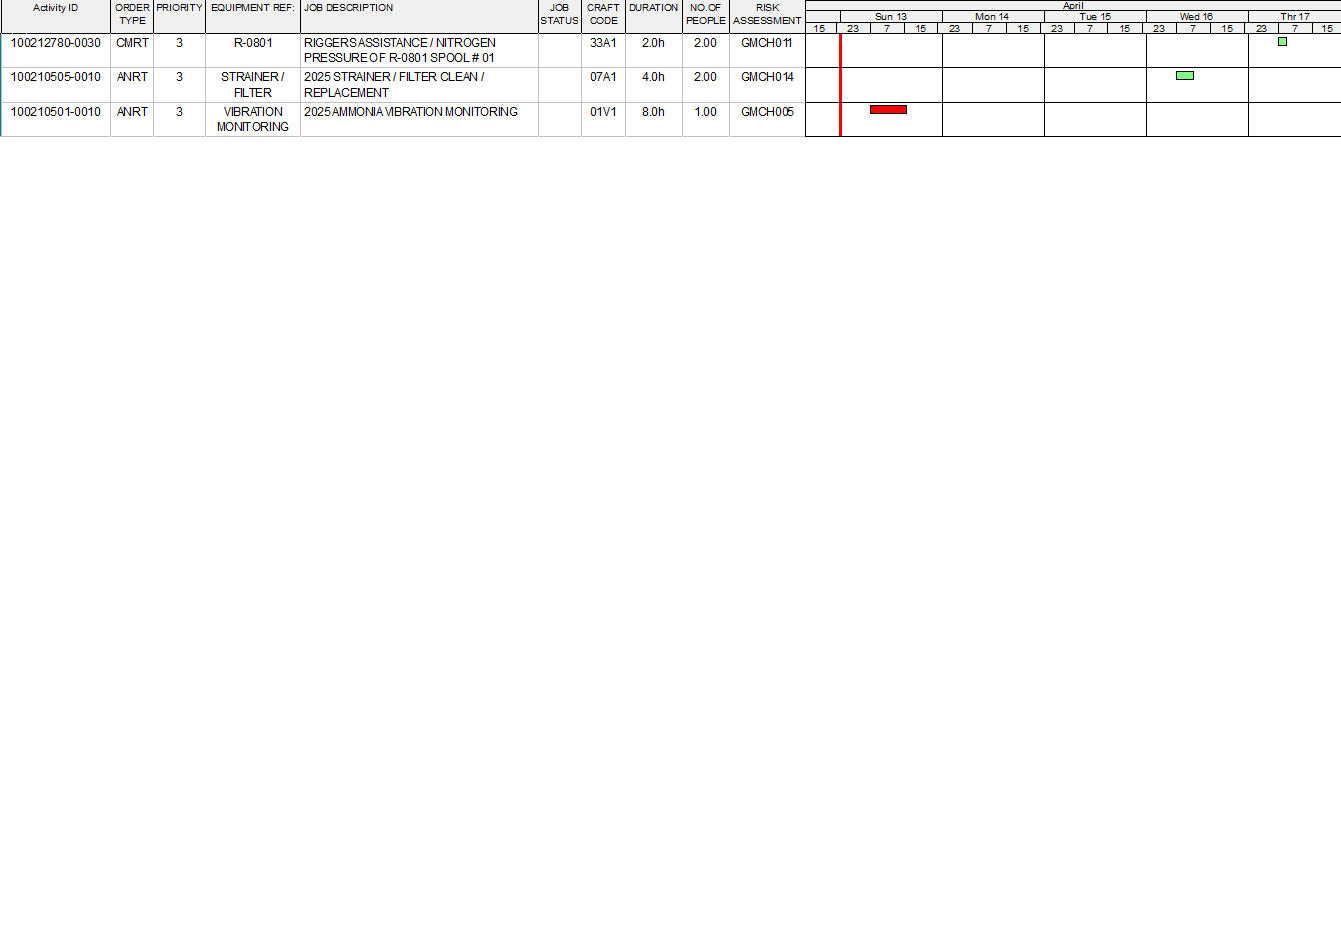 Activity ID ORDER TYPE PRIORITY EQUIPMENT REF: JOB DESCRIPTION JOB STATUS CRAFT CODE DURATION NO.OF PEOPLE RISK ASSESSMENT
April
Sun 13 Mon 14 Tue 15 Wed 16 Thr 17
15 23 7 15 23 7 15 23 7 15 23 7 15 23 7 15
100212780-0030 CMRT 3 R-0801 RIGGERS ASSISTANCE / NITROGEN 33A1 2.0h 2.00 GMCH011
PRESSURE OF R-0801 SPOOL # 01
100210505-0010 ANRT 3 STRAINER / 2025 STRAINER / FILTER CLEAN / 07A1 4.0h 2.00 GMCH014
FILTER REPLACEMENT
100210501-0010 ANRT 3 VIBRATION 2025 AMMONIA VIBRATION MONITORING 01V1 8.0h 1.00 GMCH005
MONITORING